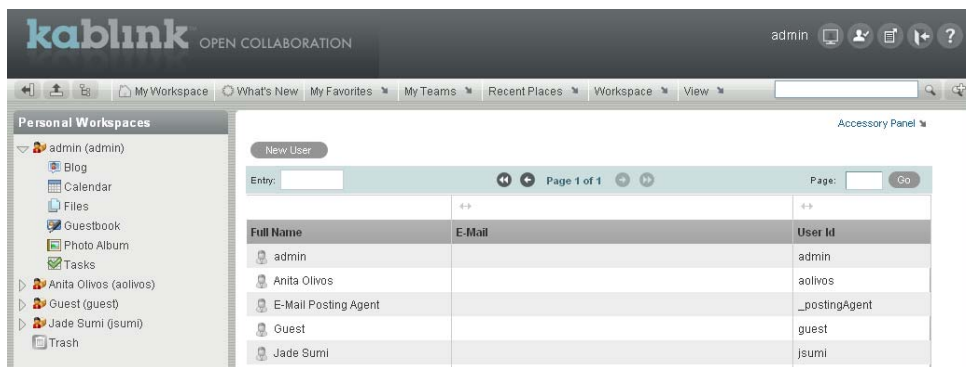 kablink OPEN COLLABORATION
admin ?
My Workspace What's New My Favorites My Teams Recent Places Workspace View
Personal Workspaces
admin (admin)
Blog
Calendar
Files
Guestbook
Photo Album
Tasks
Anita Olivos (aolivos)
Guest (guest)
Jade Sumi (jsumi)
Trash
Accessory Panel
New User
Entry: Page 1 of 1 Page: Go
Full Name E-Mail User Id
admin admin
Anita Olivos aolivos
E-Mail Posting Agent _postingAgent
Guest guest
Jade Sumi jsumi